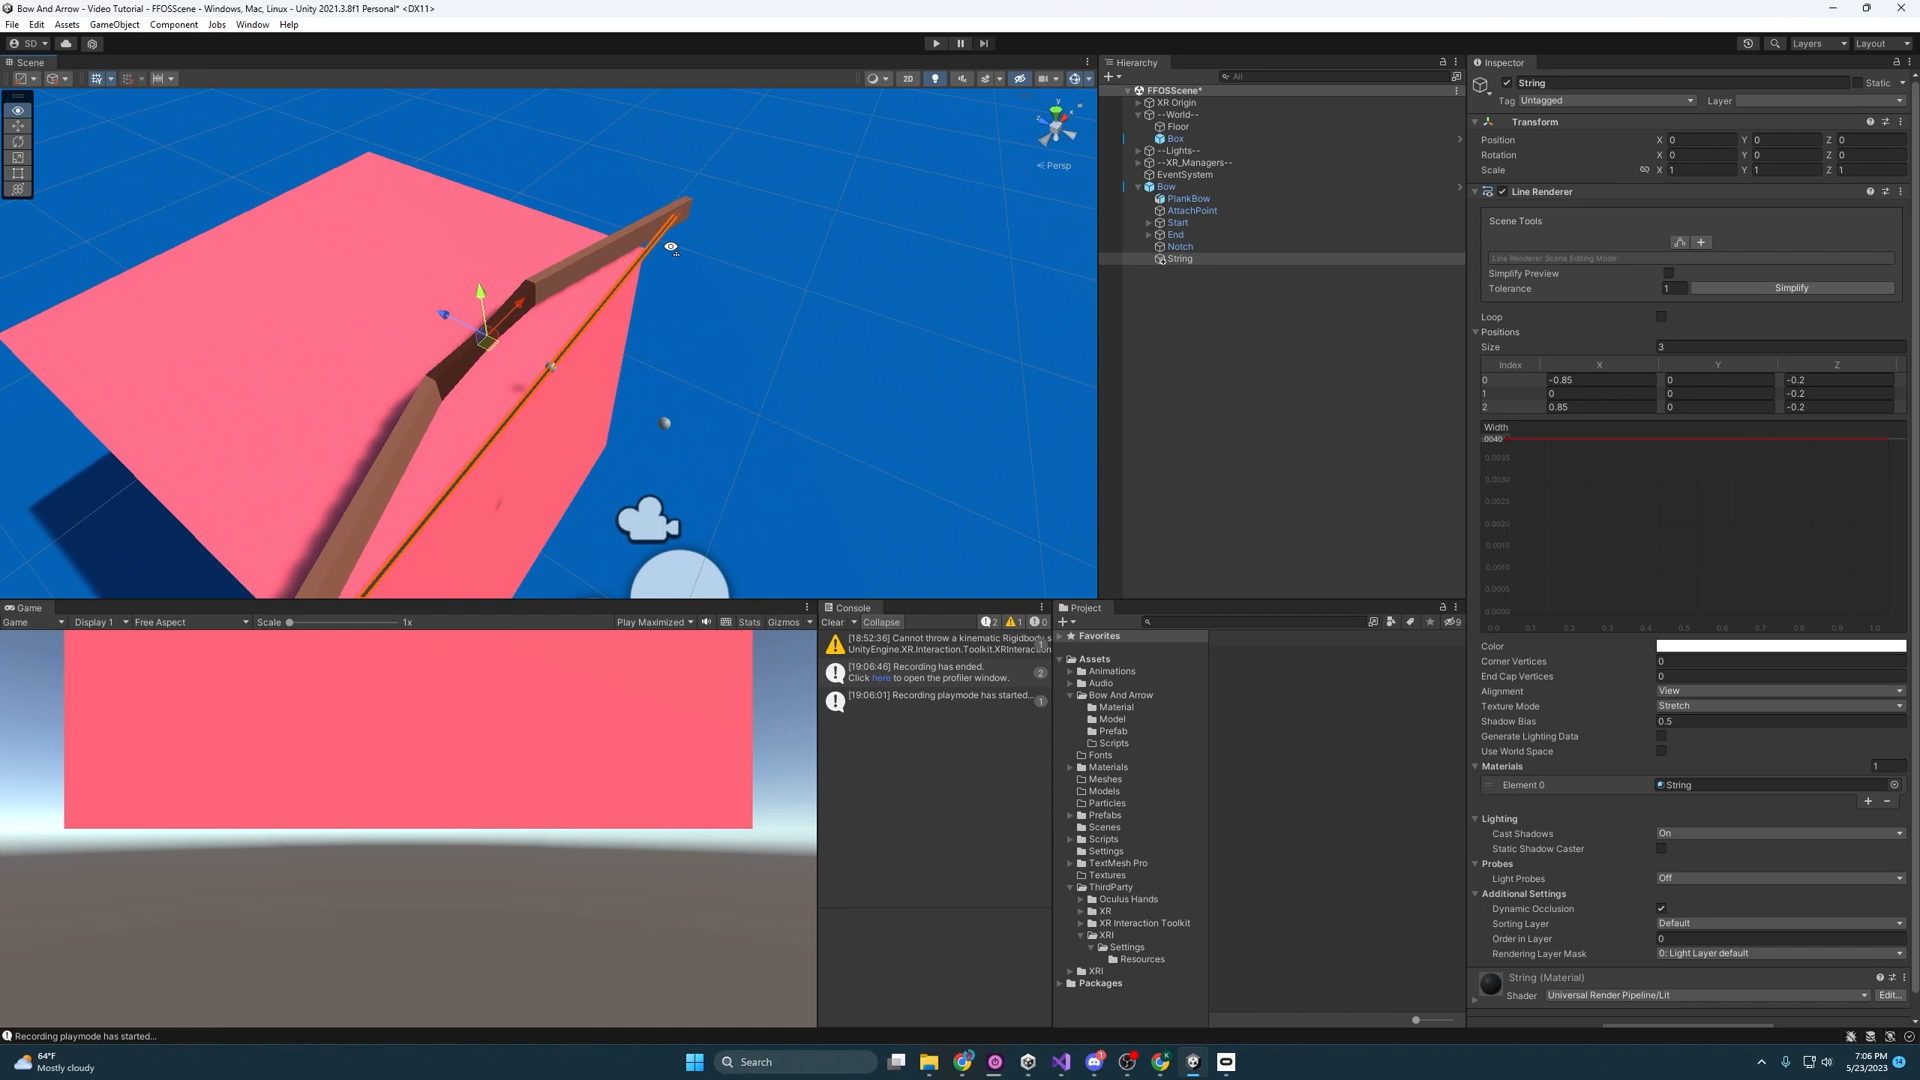 Bow And Arrow - Video Tutorial - FFOSScene - Windows, Mac, Linux - Unity 2021.3.8f1 Personal* <DX11>
File Edit Assets GameObject Component Jobs Window Help
SD Layers Layout
Scene
2D
Persp
y
x
z
Hierarchy
All
FFOSScene*
XR Origin
--World--
Floor
Box
--Lights--
--XR_Managers--
EventSystem
Bow
PlankBow
AttachPoint
Start
End
Notch
String
Inspector
String Static
Tag Untagged Layer
Transform
Position X 0 Y 0 Z 0
Rotation X 0 Y 0 Z 0
Scale X 1 Y 1 Z 1
Line Renderer
Scene Tools
Line Renderer Scene Editing Mode:
Simplify Preview
Tolerance 1 Simplify
Loop
Positions
Size 3
Index X Y Z
0 -0.85 0 -0.2
1 0 0 -0.2
2 0.85 0 -0.2
Width
.0040
0.0035
0.0030
0.0025
0.0020
0.0015
0.0010
0.0005
0.0000
0.0 0.1 0.2 0.3 0.4 0.5 0.6 0.7 0.8 0.9 1.0
Color
Corner Vertices 0
End Cap Vertices 0
Alignment View
Texture Mode Stretch
Shadow Bias 0.5
Generate Lighting Data
Use World Space
Materials 1
Element 0 String
Lighting
Cast Shadows On
Static Shadow Caster
Probes
Light Probes Off
Additional Settings
Dynamic Occlusion
Sorting Layer Default
Order in Layer 0
Rendering Layer Mask 0: Light Layer default
String (Material)
Shader Universal Render Pipeline/Lit Edit...
Game
Game Display 1 Free Aspect Scale 1x Play Maximized Stats Gizmos
Console
Clear Collapse 2 1 0
[18:52:36] Cannot throw a kinematic Rigidbody s
UnityEngine.XR.Interaction.Toolkit.XRInteraction
1
[19:06:46] Recording has ended.
Click here to open the profiler window.
2
[19:06:01] Recording playmode has started...
1
Project
9
Favorites
Assets
Animations
Audio
Bow And Arrow
Material
Model
Prefab
Scripts
Fonts
Materials
Meshes
Models
Particles
Prefabs
Scenes
Scripts
Settings
TextMesh Pro
Textures
ThirdParty
Oculus Hands
XR
XR Interaction Toolkit
XRI
Settings
Resources
XRI
Packages
Recording playmode has started...
64°F
Mostly cloudy
Search
7:06 PM
5/23/2023
14